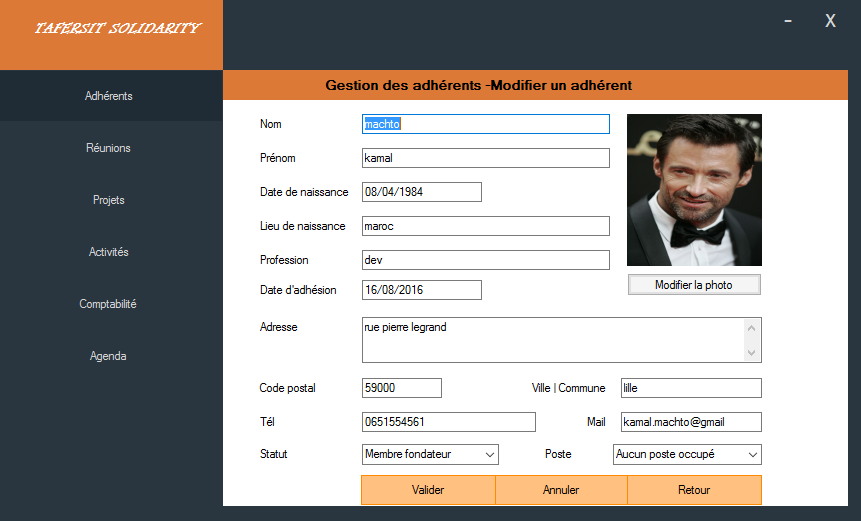 TAFERSIT SOLIDARITY
– X
Gestion des adhérents -Modifier un adhérent
Adhérents
Réunions
Projets
Activités
Comptabilité
Agenda
Nom machto
Prénom kamal
Date de naissance 08/04/1984
Lieu de naissance maroc
Profession dev
Date d'adhésion 16/08/2016
Modifier la photo
Adresse rue pierre legrand
Code postal 59000 Ville | Commune lille
Tél 0651554561 Mail kamal.machto@gmail
Statut Membre fondateur Poste Aucun poste occupé
Valider Annuler Retour